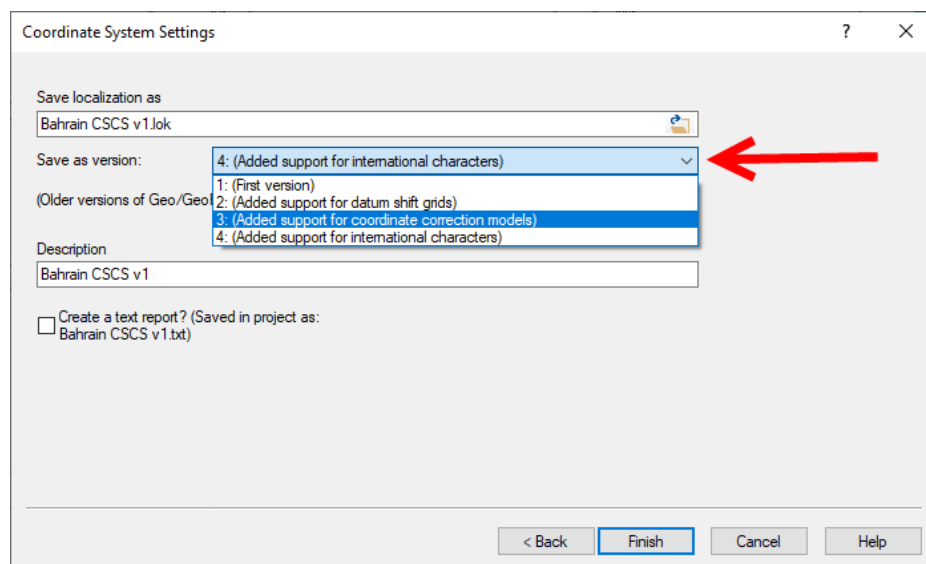 Coordinate System Settings
?
Save localization as
Bahrain CSCS v1.lok
Save as version: 4: (Added support for international characters)
1: (First version)
(Older versions of Geo/Geo
2: (Added support for datum shift grids)
3: (Added support for coordinate correction models)
4: (Added support for international characters)
Description
Bahrain CSCS v1
Create a text report? (Saved in project as:
Bahrain CSCS v1.txt)
< Back Finish Cancel Help